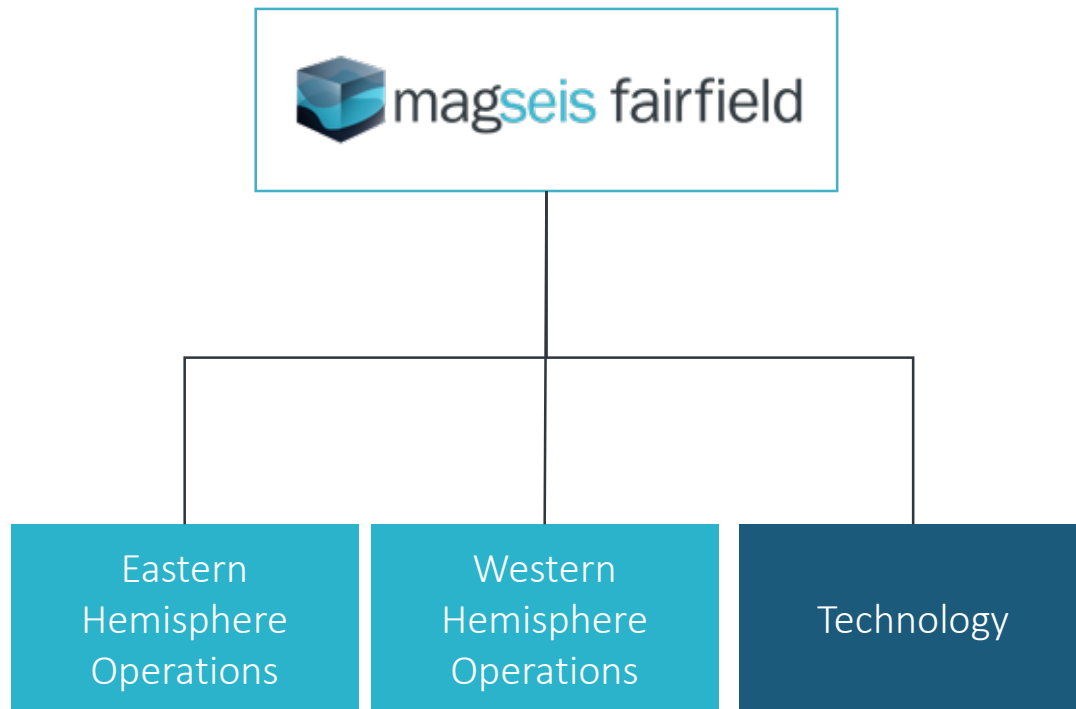 magseis fairfield
Eastern
Hemisphere
Operations
Western
Hemisphere
Operations
Technology